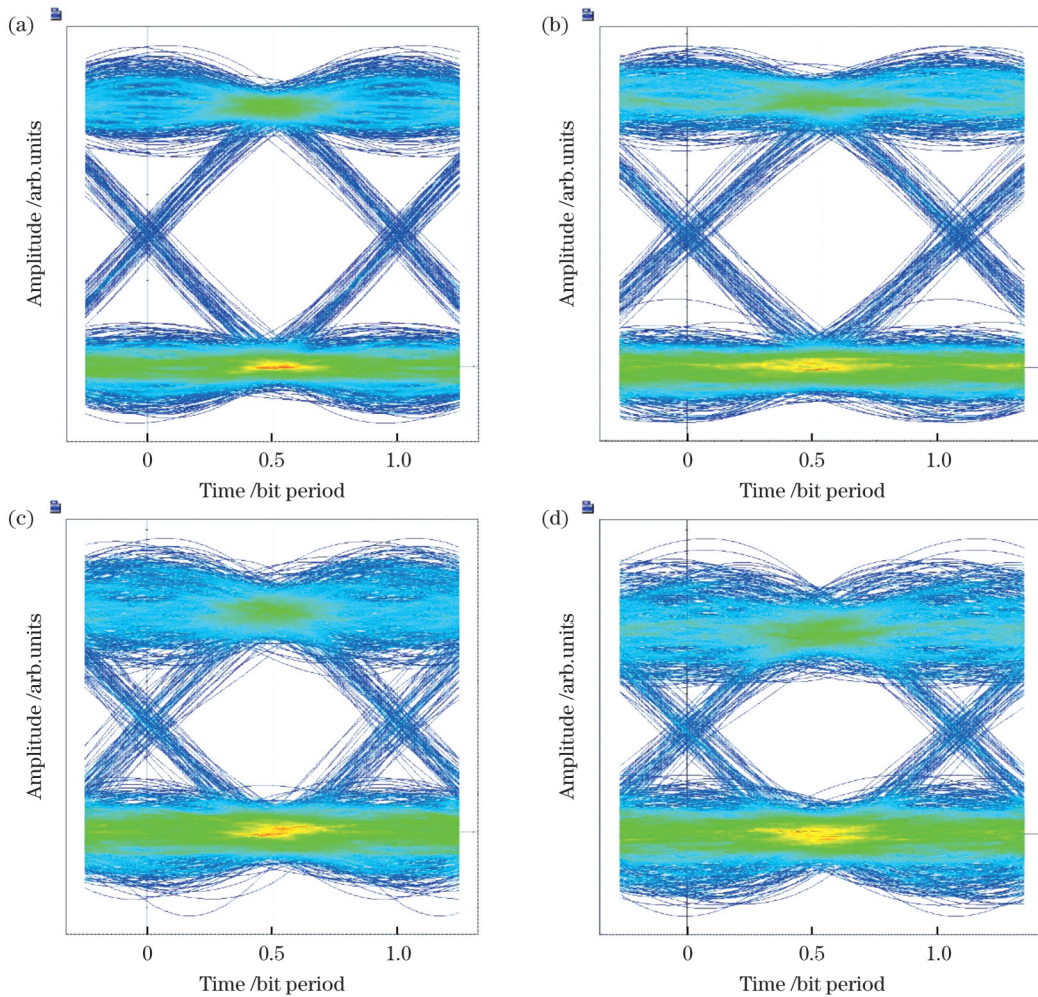 (a)
Amplitude /arb.units
0 0.5 1.0
Time /bit period
(b)
Amplitude /arb.units
0 0.5 1.0
Time /bit period
(c)
Amplitude /arb.units
0 0.5 1.0
Time /bit period
(d)
Amplitude /arb.units
0 0.5 1.0
Time /bit period